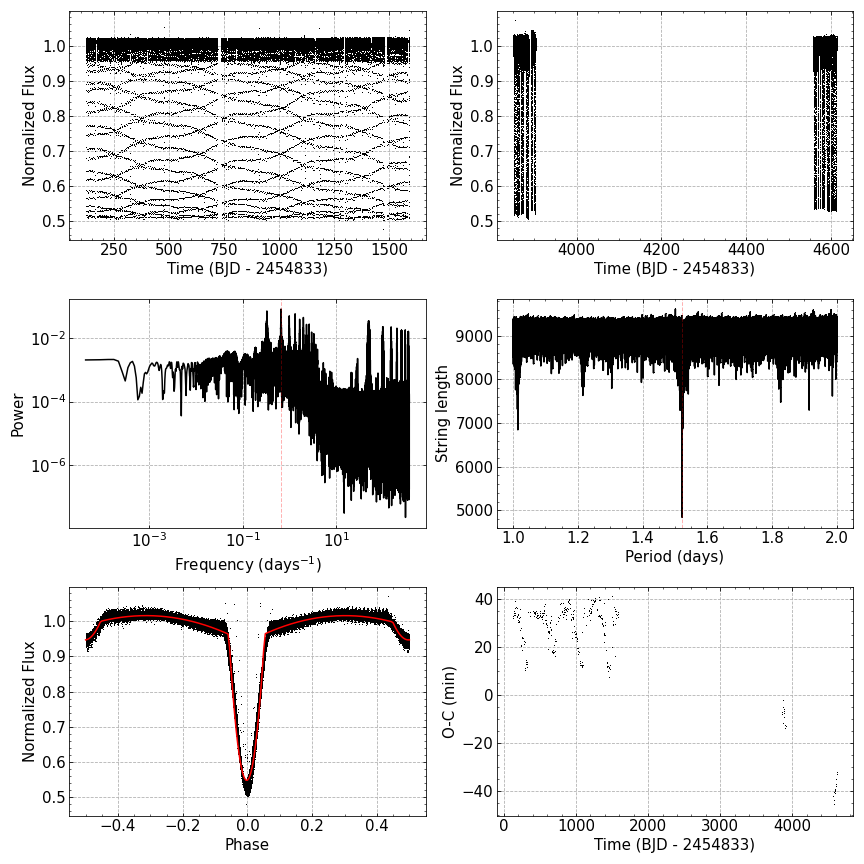 Normalized Flux
1.0
0.9
0.8
0.7
0.6
0.5
250 500 750 1000 1250 1500
Time (BJD - 2454833)
Normalized Flux
1.0
0.9
0.8
0.7
0.6
0.5
4000 4200 4400 4600
Time (BJD - 2454833)
Power
10⁻²
10⁻⁴
10⁻⁶
10⁻³ 10⁻¹ 10¹
Frequency (days⁻¹)
String length
9000
8000
7000
6000
5000
1.0 1.2 1.4 1.6 1.8 2.0
Period (days)
Normalized Flux
1.0
0.9
0.8
0.7
0.6
0.5
−0.4 −0.2 0.0 0.2 0.4
Phase
O-C (min)
40
20
0
−20
−40
0 1000 2000 3000 4000
Time (BJD - 2454833)